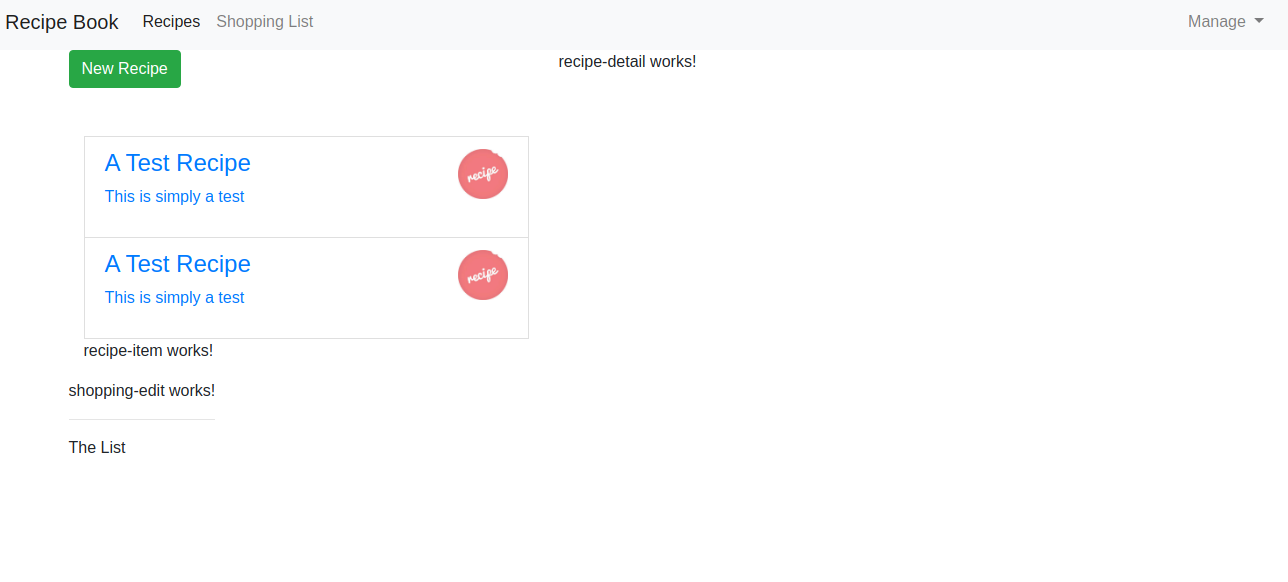 Recipe Book Recipes Shopping List Manage
New Recipe
recipe-detail works!
A Test Recipe
This is simply a test
recipe
A Test Recipe
This is simply a test
recipe
recipe-item works!
shopping-edit works!
The List